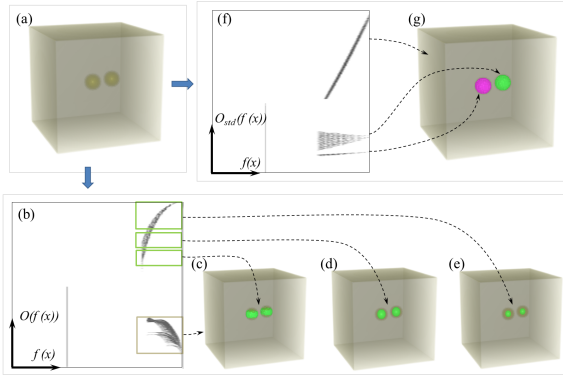 (a)
(f)
(g)
O_std(f (x))
f(x)
(b)
(c)
(d)
(e)
O(f (x))
f (x)